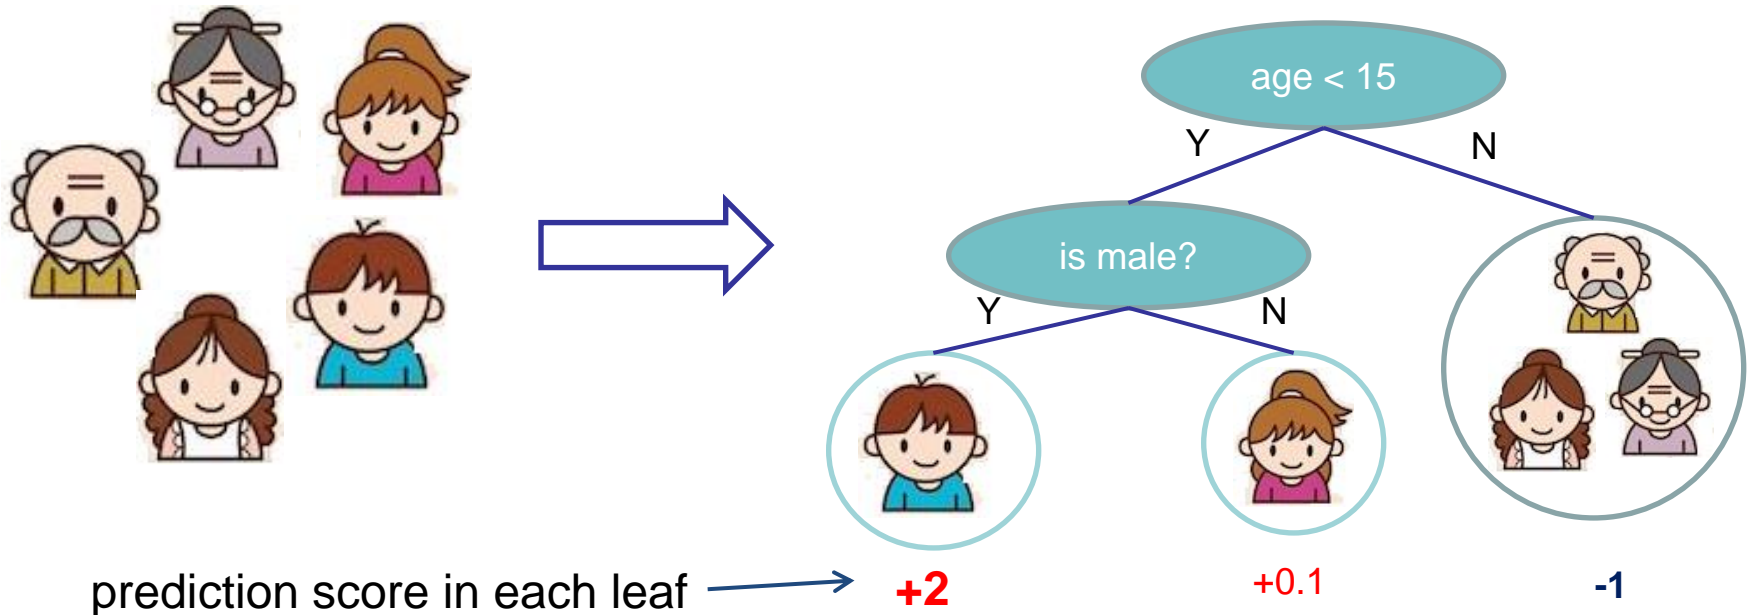 age < 15
Y
N
is male?
Y
N
prediction score in each leaf
+2
+0.1
-1